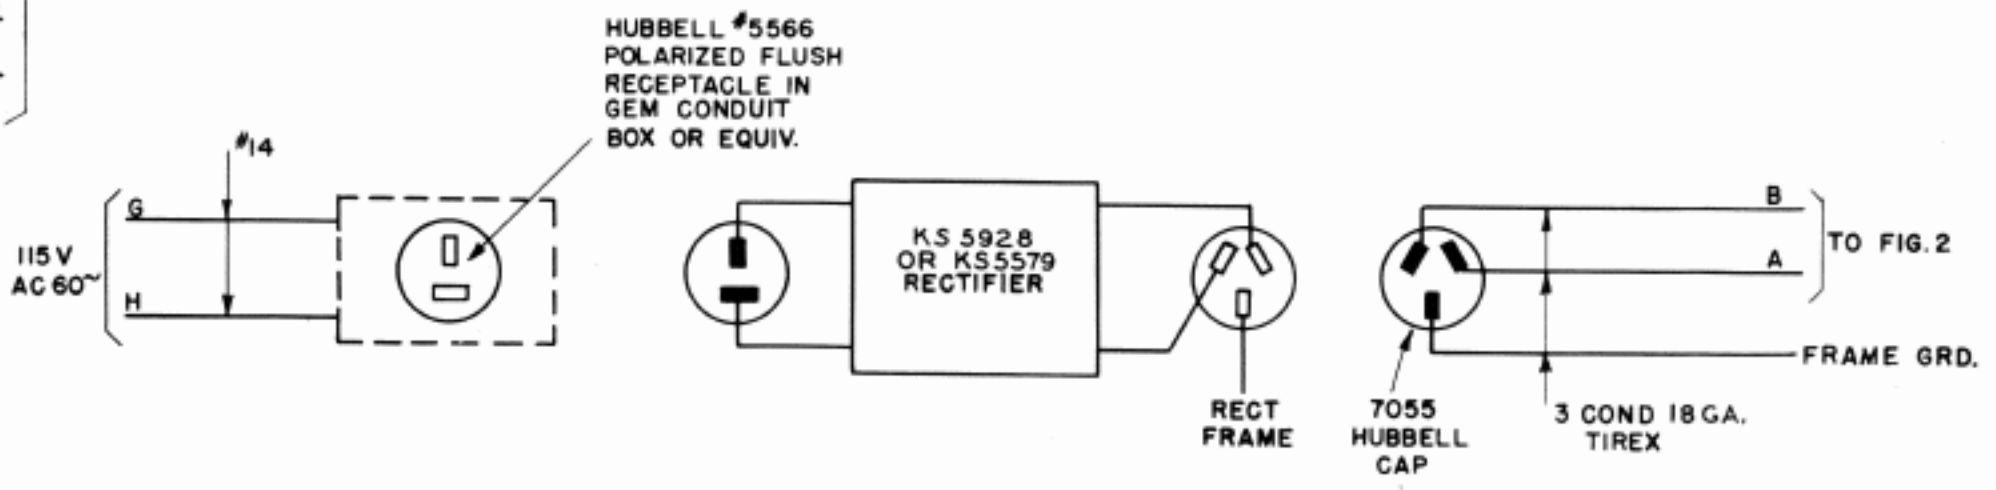 HUBBELL #5566
POLARIZED FLUSH
RECEPTACLE IN
GEM CONDUIT
BOX OR EQUIV.
#14
G
115 V
AC 60~
H
KS 5928
OR KS5579
RECTIFIER
RECT
FRAME
7055
HUBBELL
CAP
B
A
TO FIG. 2
FRAME GRD.
3 COND 18 GA.
TIREX